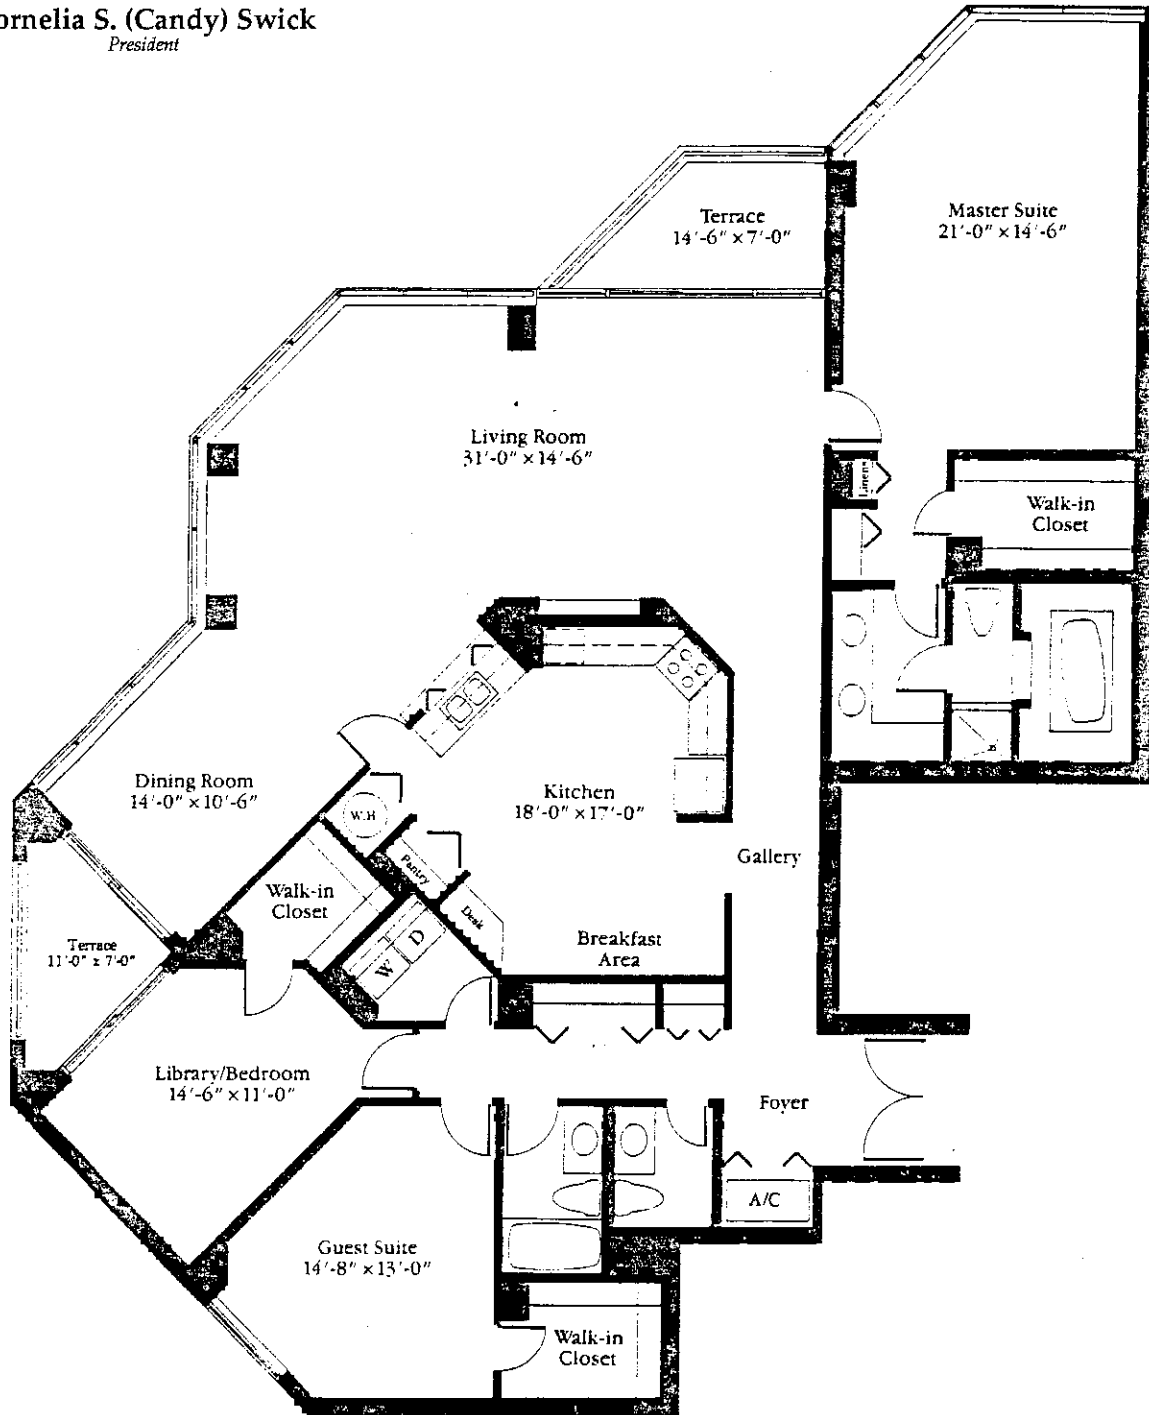 ornelia S. (Candy) Swick
President
Terrace
14'-6" × 7'-0"
Master Suite
21'-0" × 14'-6"
Living Room
31'-0" × 14'-6"
Linens
Walk-in
Closet
Dining Room
14'-0" × 10'-6"
W.H
Kitchen
18'-0" × 17'-0"
Pantry
Desk
Gallery
Walk-in
Closet
Terrace
11'-0" x 7'-0"
W D
Breakfast
Area
Library/Bedroom
14'-6" × 11'-0"
Foyer
A/C
Guest Suite
14'-8" × 13'-0"
Walk-in
Closet